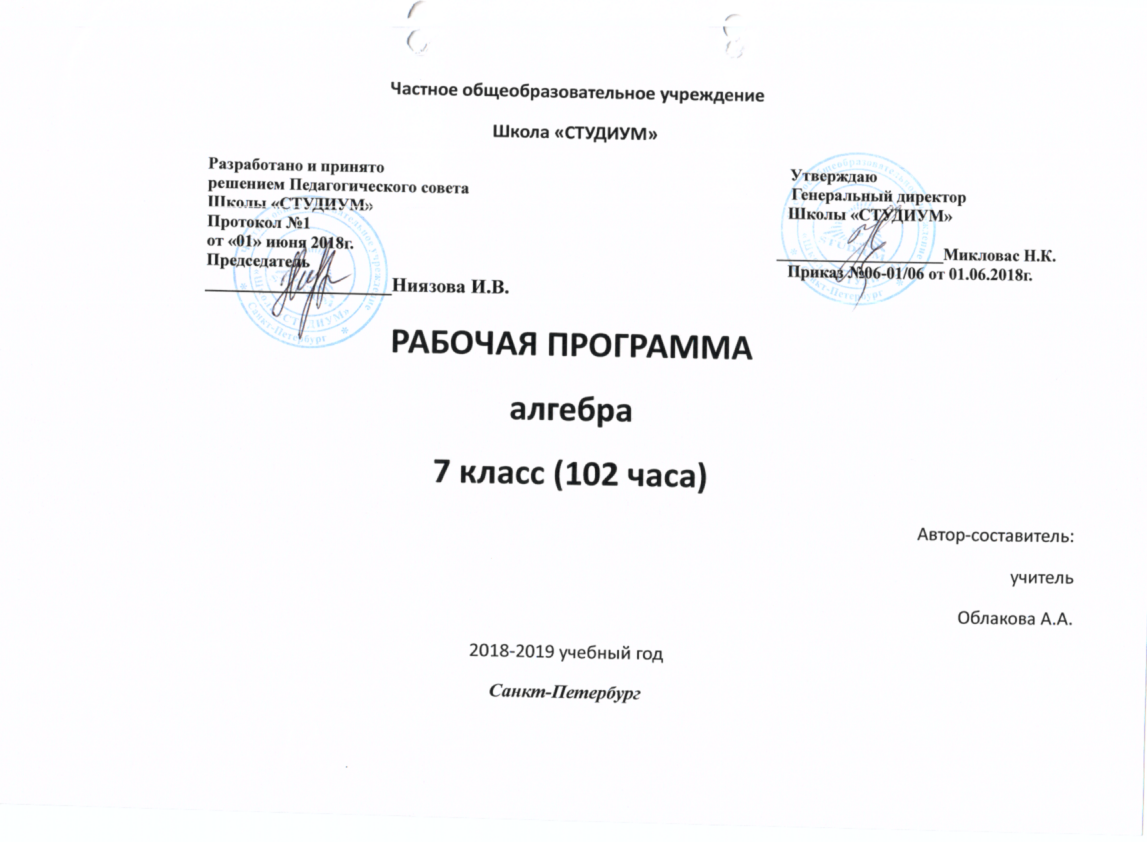 Частное общеобразовательное учреждение
Школа «СТУДИУМ»
Разработано и принято
решением Педагогического совета
Школы «СТУДИУМ»
Протокол №1
от «01» июня 2018г.
Председатель
Ниязова И.В.
Утверждаю
Генеральный директор
Школы «СТУДИУМ»
Микловас Н.К.
Приказ №06-01/06 от 01.06.2018г.
РАБОЧАЯ ПРОГРАММА
алгебра
7 класс (102 часа)
Автор-составитель:
учитель
Облакова А.А.
2018-2019 учебный год
Санкт-Петербург